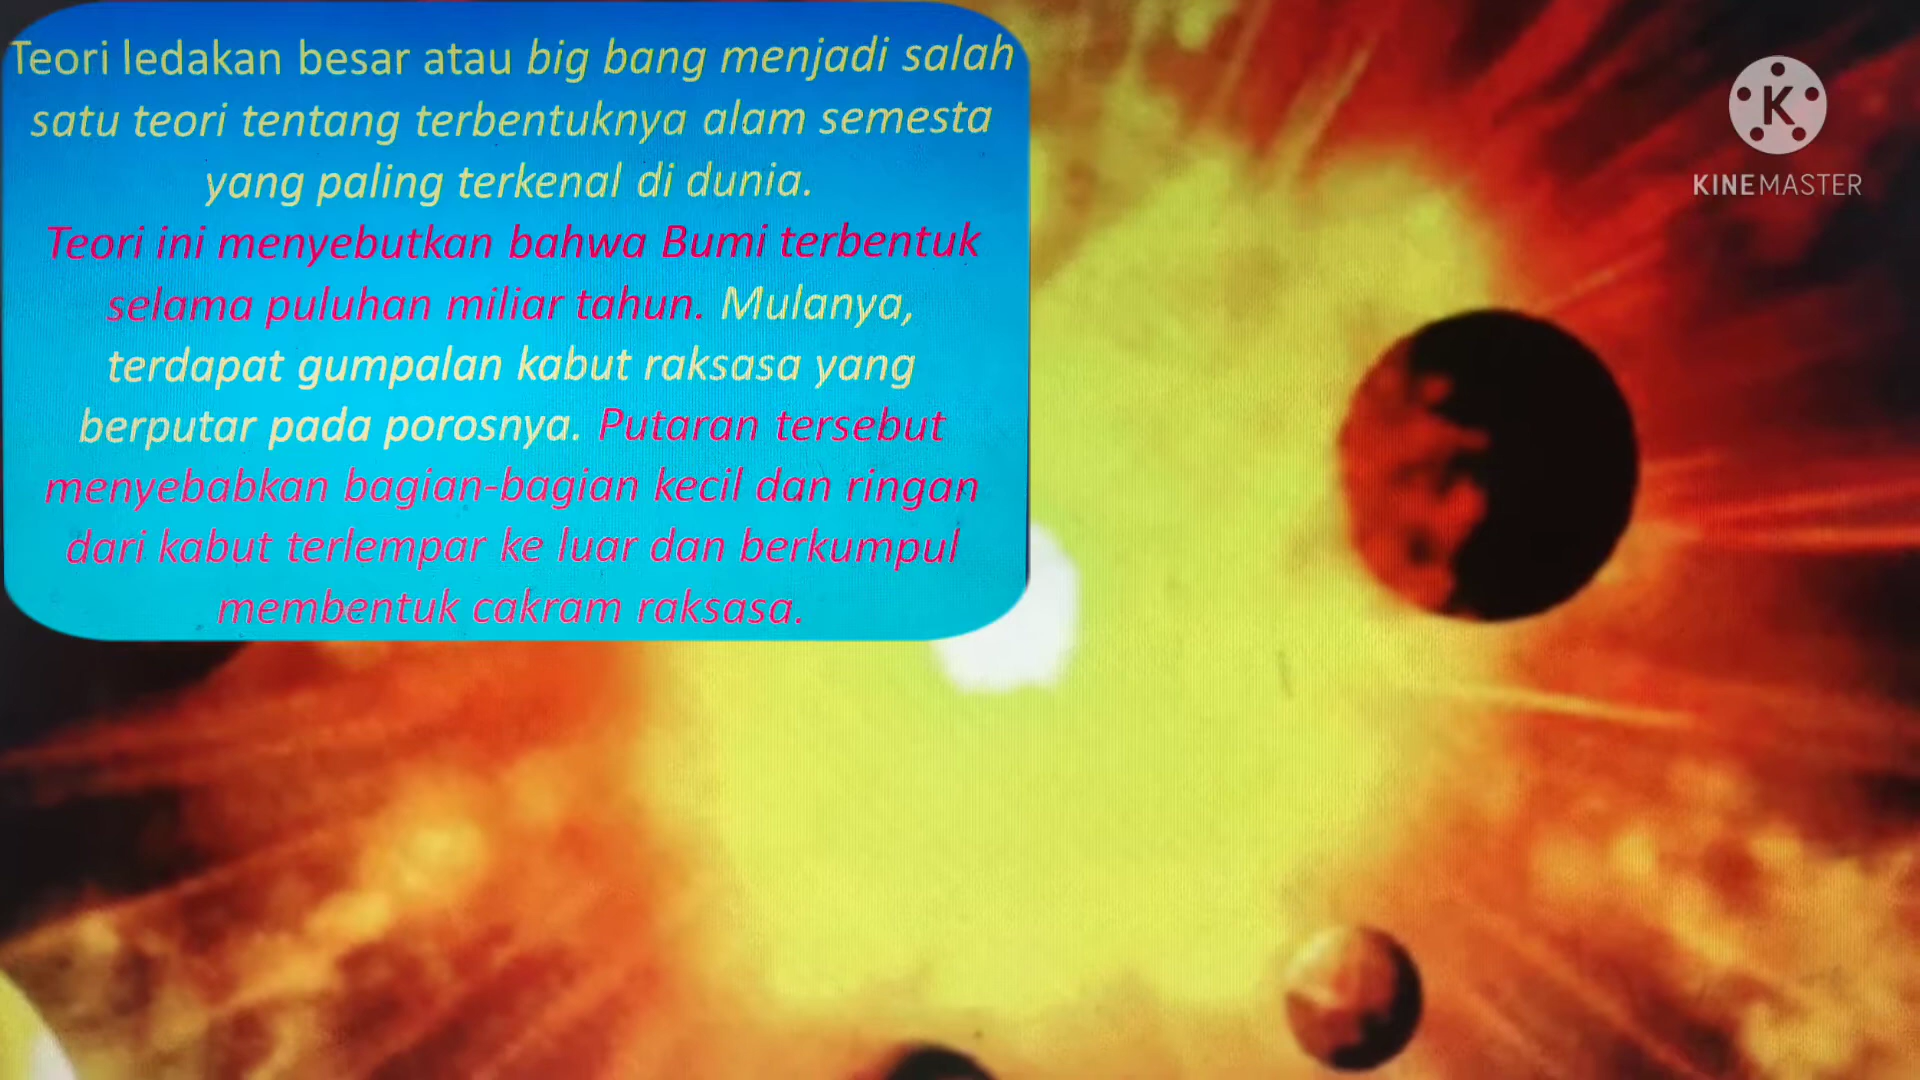 Teori ledakan besar atau big bang menjadi salah
satu teori tentang terbentuknya alam semesta
yang paling terkenal di dunia.
Teori ini menyebutkan bahwa Bumi terbentuk
selama puluhan miliar tahun. Mulanya,
terdapat gumpalan kabut raksasa yang
berputar pada porosnya. Putaran tersebut
menyebabkan bagian-bagian kecil dan ringan
dari kabut terlempar ke luar dan berkumpul
membentuk cakram raksasa.
K
KINEMASTER